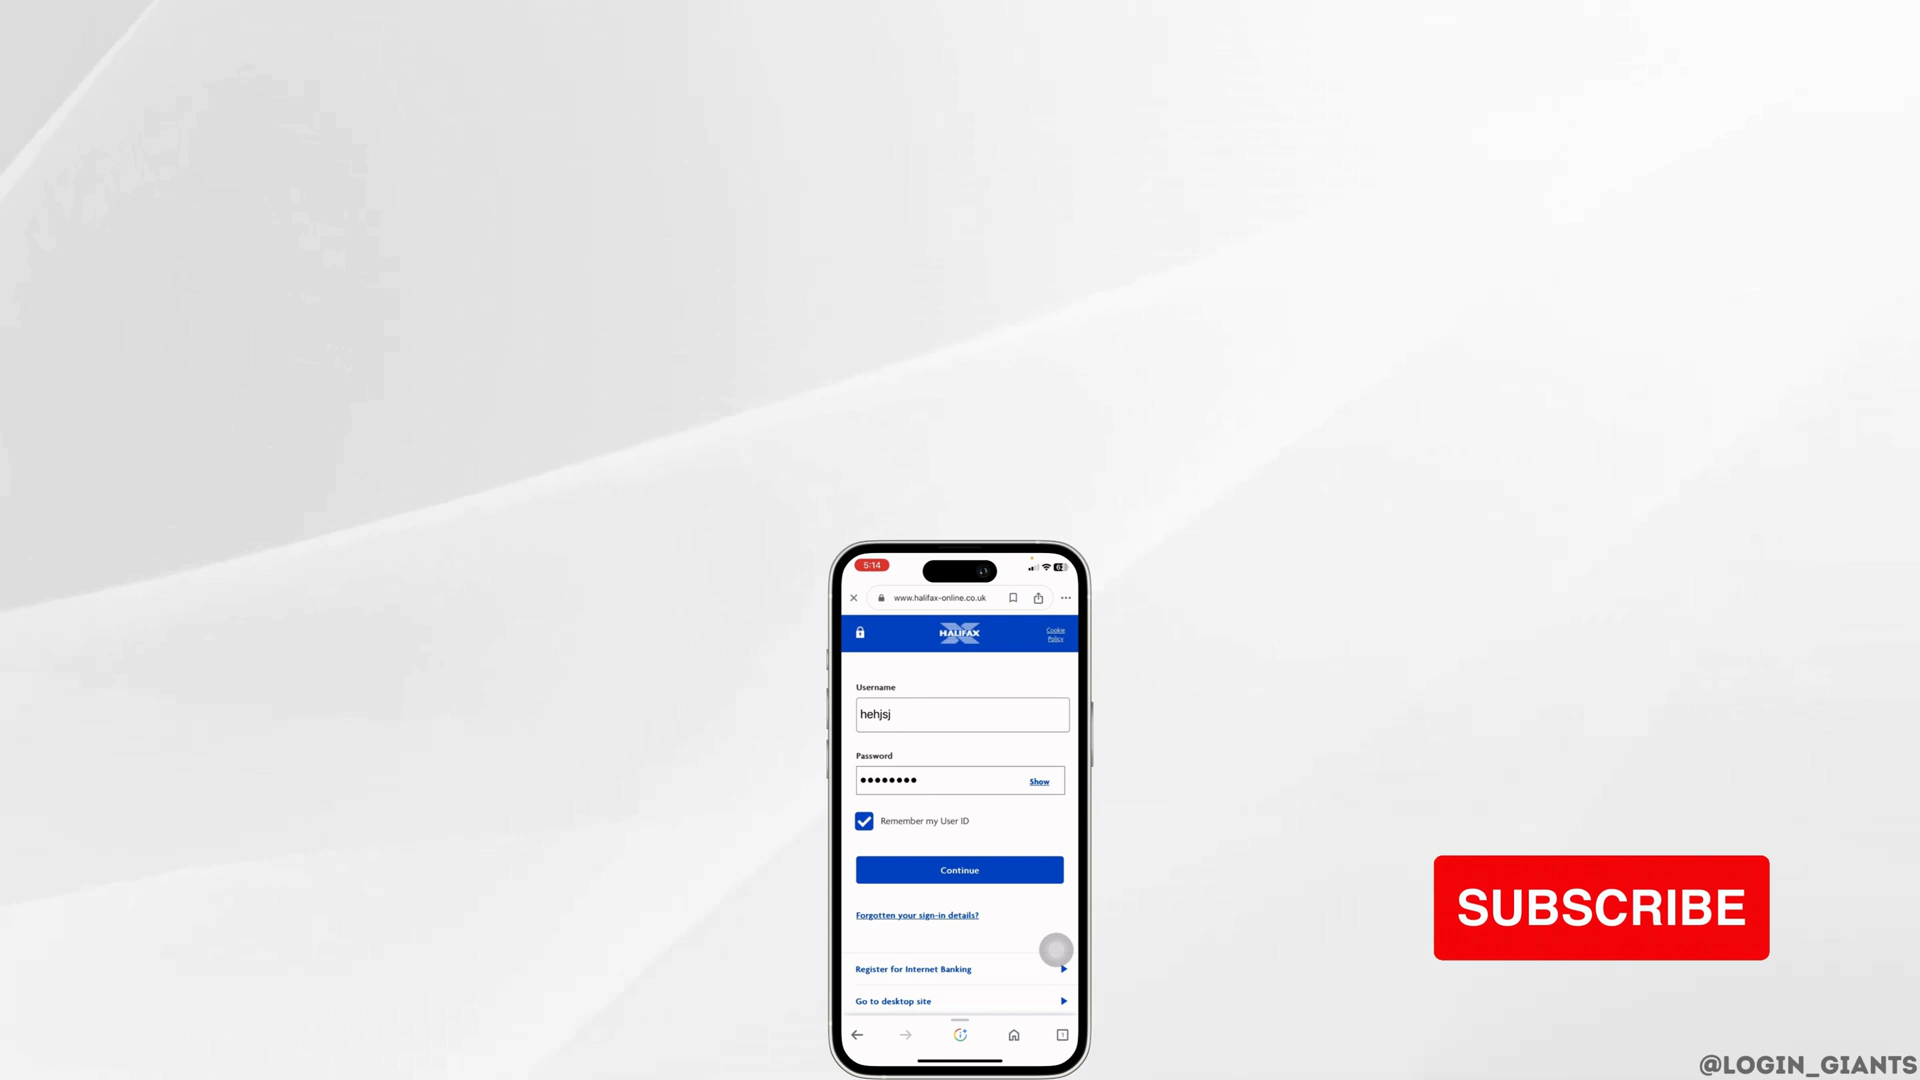 5:14
www.halifax-online.co.uk
HALIFAX
Cookie
Policy
Username
hehjsj
Password
Show
Remember my User ID
Continue
Forgotten your sign-in details?
Register for Internet Banking
Go to desktop site
SUBSCRIBE
@LOGIN_GIANTS